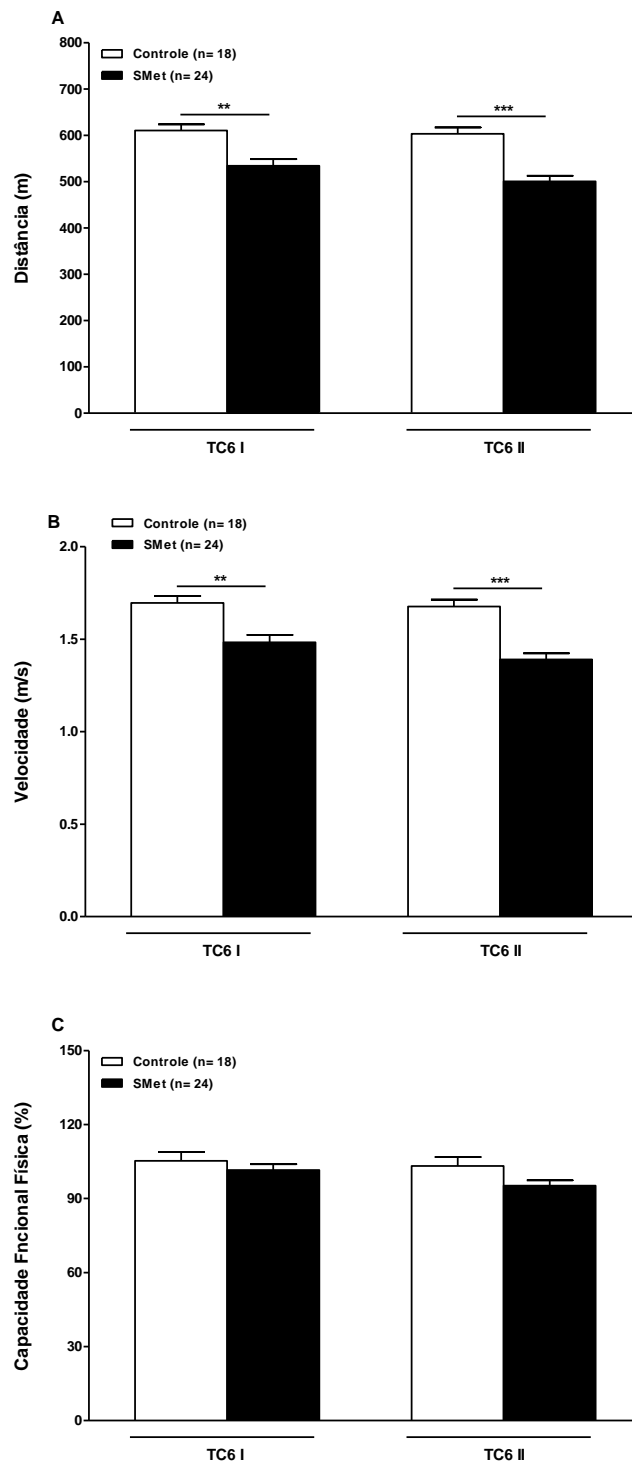 A
Controle (n= 18)
SMet (n= 24)
Distância (m)
800
700
600
500
400
300
200
100
0
**
***
TC6 I
TC6 II
B
Controle (n= 18)
SMet (n= 24)
Velocidade (m/s)
2.0
1.5
1.0
0.5
0.0
**
***
TC6 I
TC6 II
C
Controle (n= 18)
SMet (n= 24)
Capacidade Fncional Física (%)
150
120
90
60
30
0
TC6 I
TC6 II